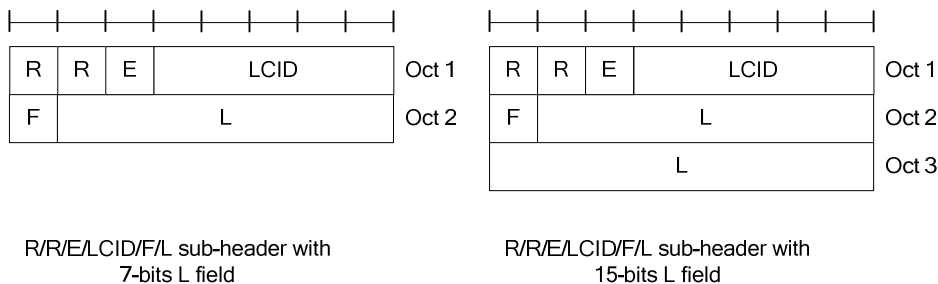 R R E LCID Oct 1
F L Oct 2
R/R/E/LCID/F/L sub-header with
7-bits L field
R R E LCID Oct 1
F L Oct 2
L Oct 3
R/R/E/LCID/F/L sub-header with
15-bits L field